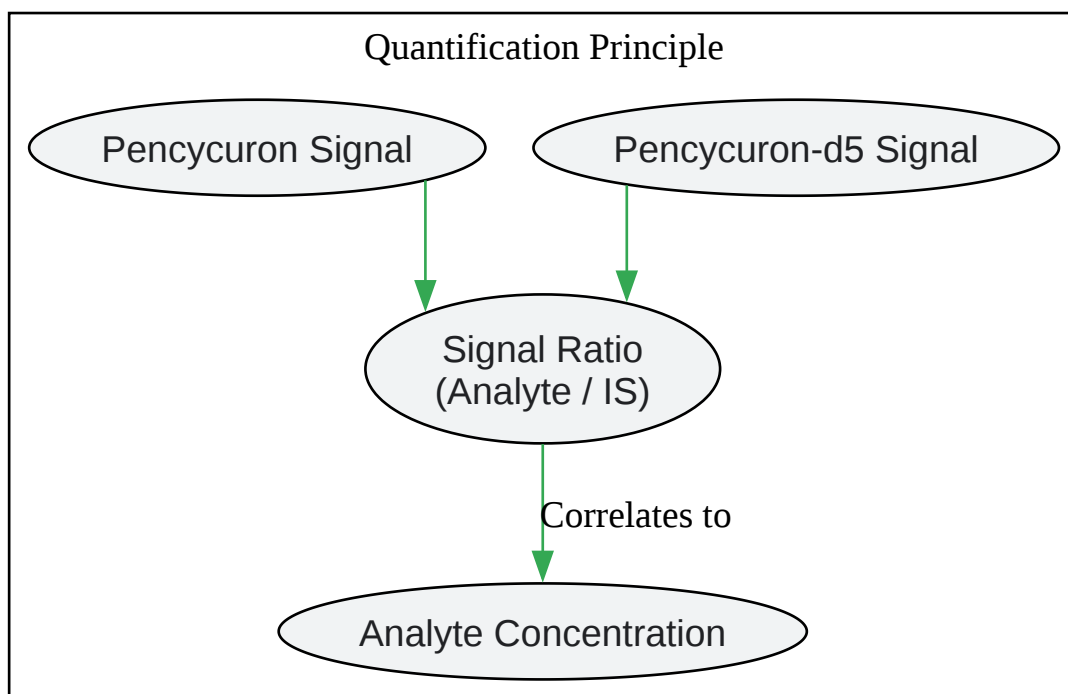 Quantification Principle
Pencycuron Signal
Pencycuron-d5 Signal
Signal Ratio
(Analyte / IS)
Correlates to
Analyte Concentration